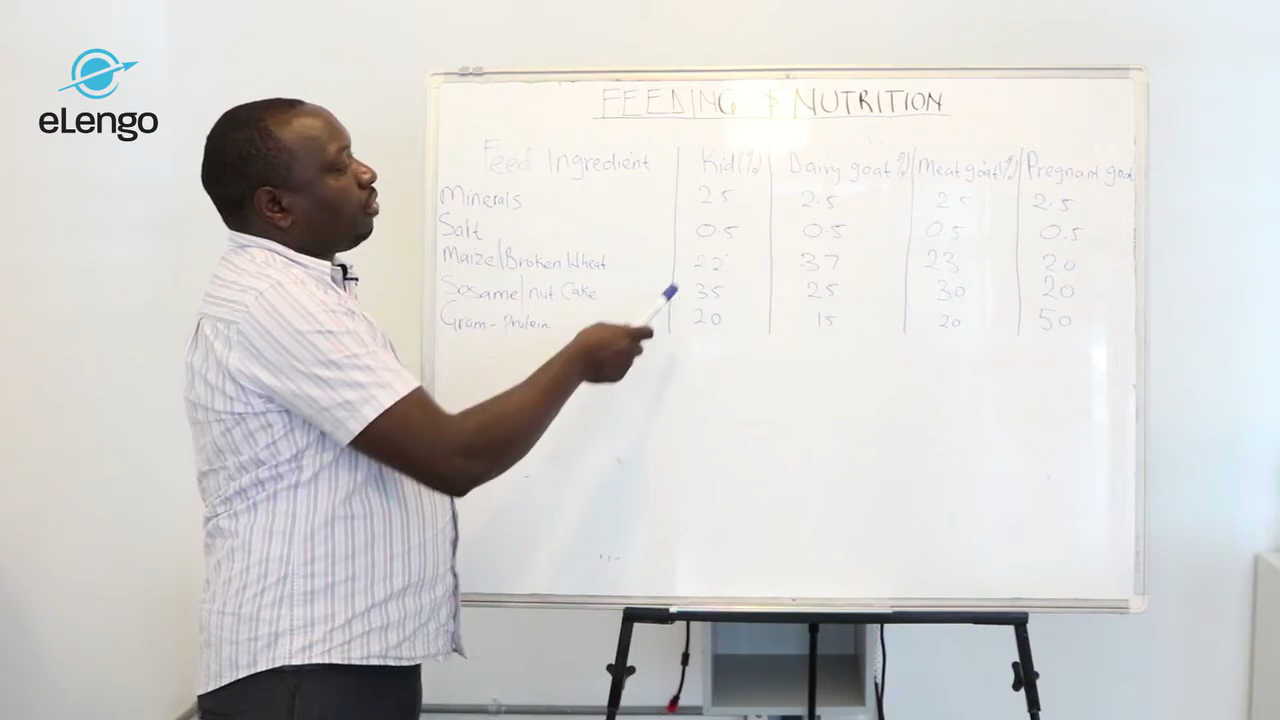 eLengo
FEEDING & NUTRITION
Feed Ingredient Kid(%) Dairy goat %) Meat goat(%) Pregnant goat
Minerals 2.5 2.5 2.5 2.5
Salt 0.5 0.5 0.5 0.5
Maize/Broken Wheat 22 37 23 20
Sesame/nut Cake 35 25 30 20
Gram-Protein 20 15 20 50